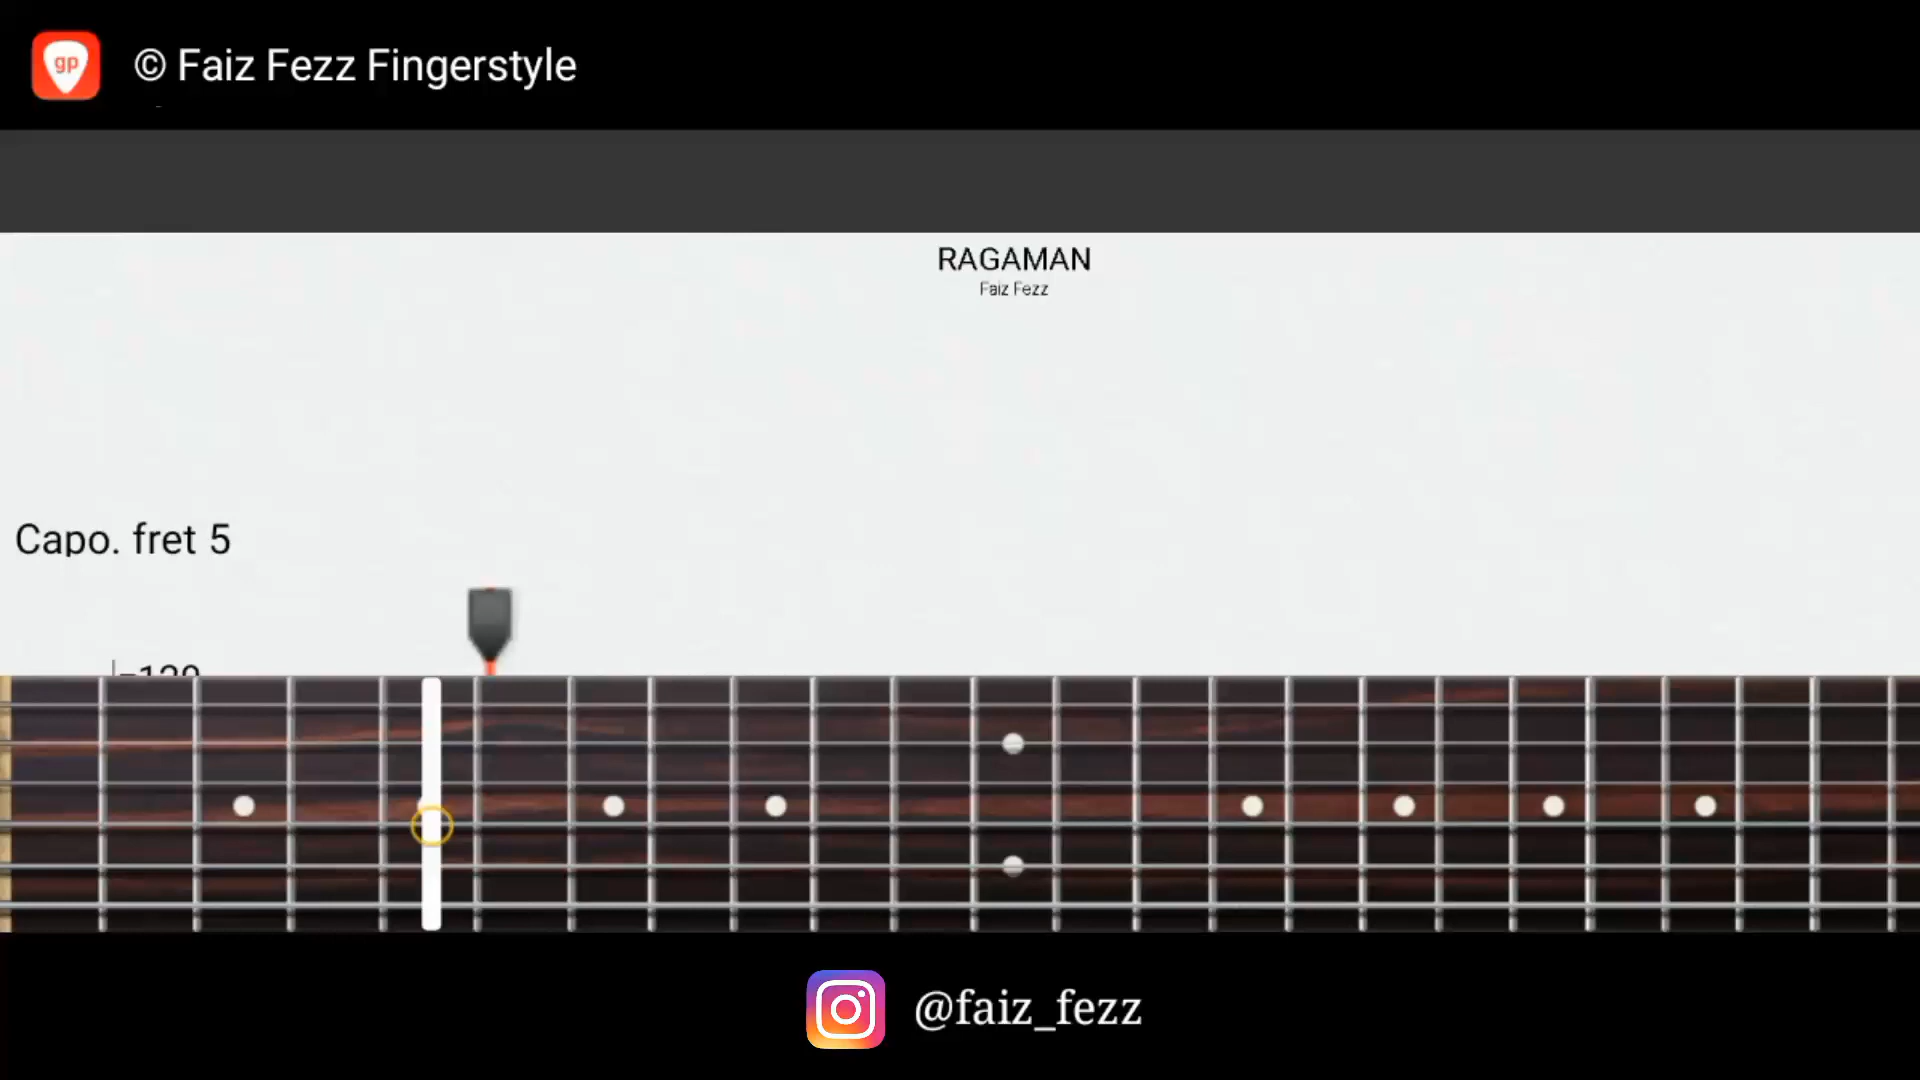 gp
© Faiz Fezz Fingerstyle
RAGAMAN
Faiz Fezz
Capo. fret 5
@faiz_fezz